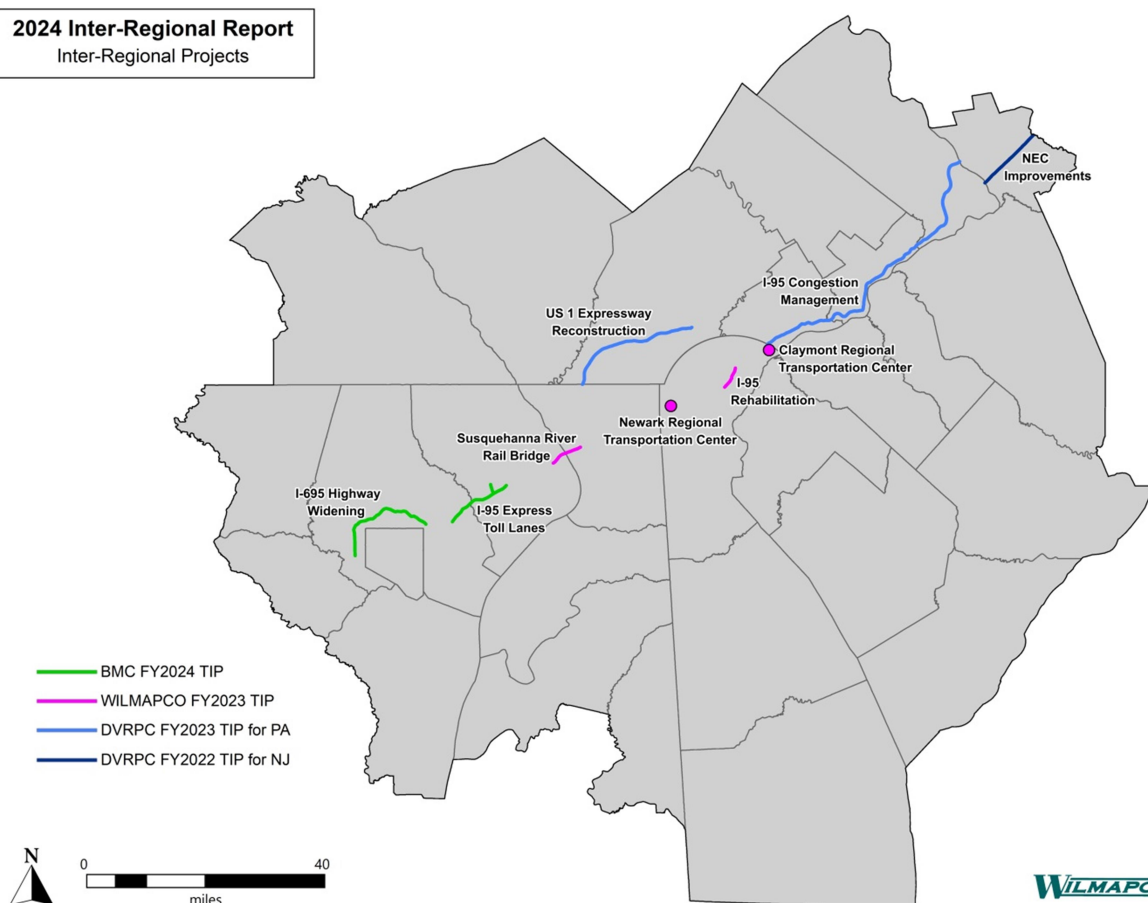 2024 Inter-Regional Report
Inter-Regional Projects
NEC
Improvements
I-95 Congestion
Management
US 1 Expressway
Reconstruction
Claymont Regional
Transportation Center
I-95
Rehabilitation
Newark Regional
Transportation Center
Susquehanna River
Rail Bridge
I-695 Highway
Widening
I-95 Express
Toll Lanes
BMC FY2024 TIP
WILMAPCO FY2023 TIP
DVRPC FY2023 TIP for PA
DVRPC FY2022 TIP for NJ
N
0 40
miles
WILMAPCO